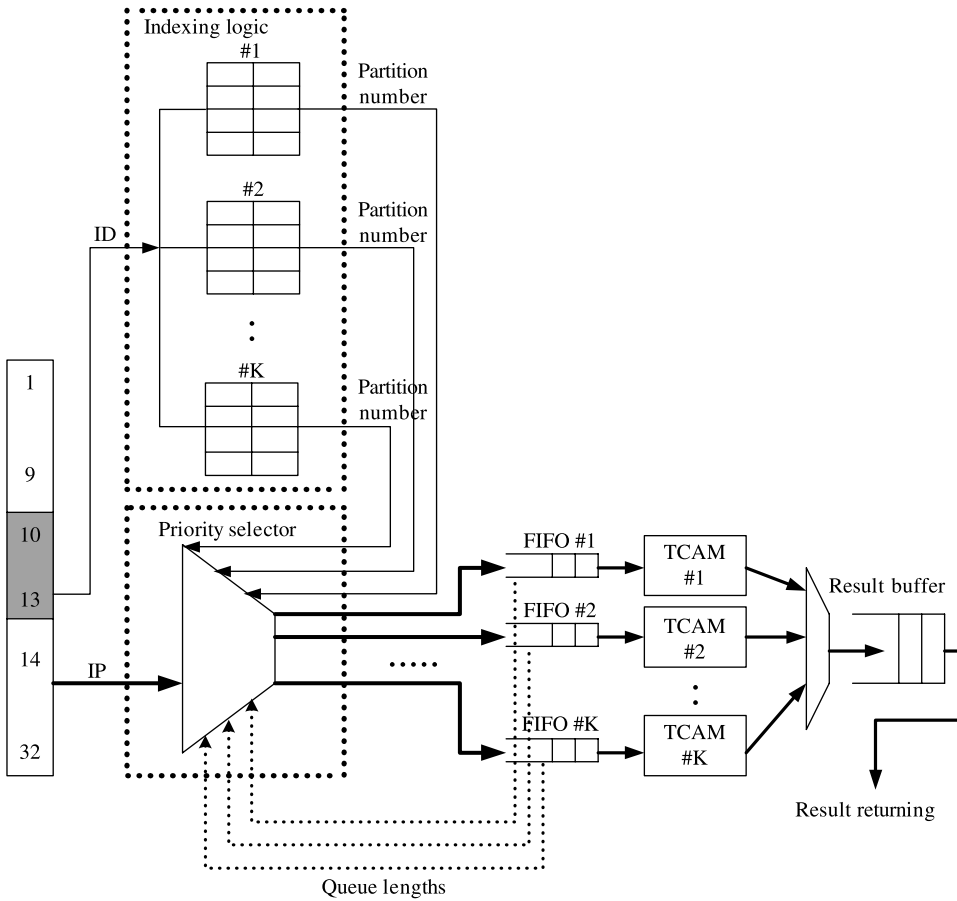 Indexing logic
#1
Partition
number
#2
Partition
number
ID
#K
Partition
number
1
9
10
13
14
32
IP
Priority selector
FIFO #1
TCAM
#1
FIFO #2
TCAM
#2
FIFO #K
TCAM
#K
Result buffer
Result returning
Queue lengths